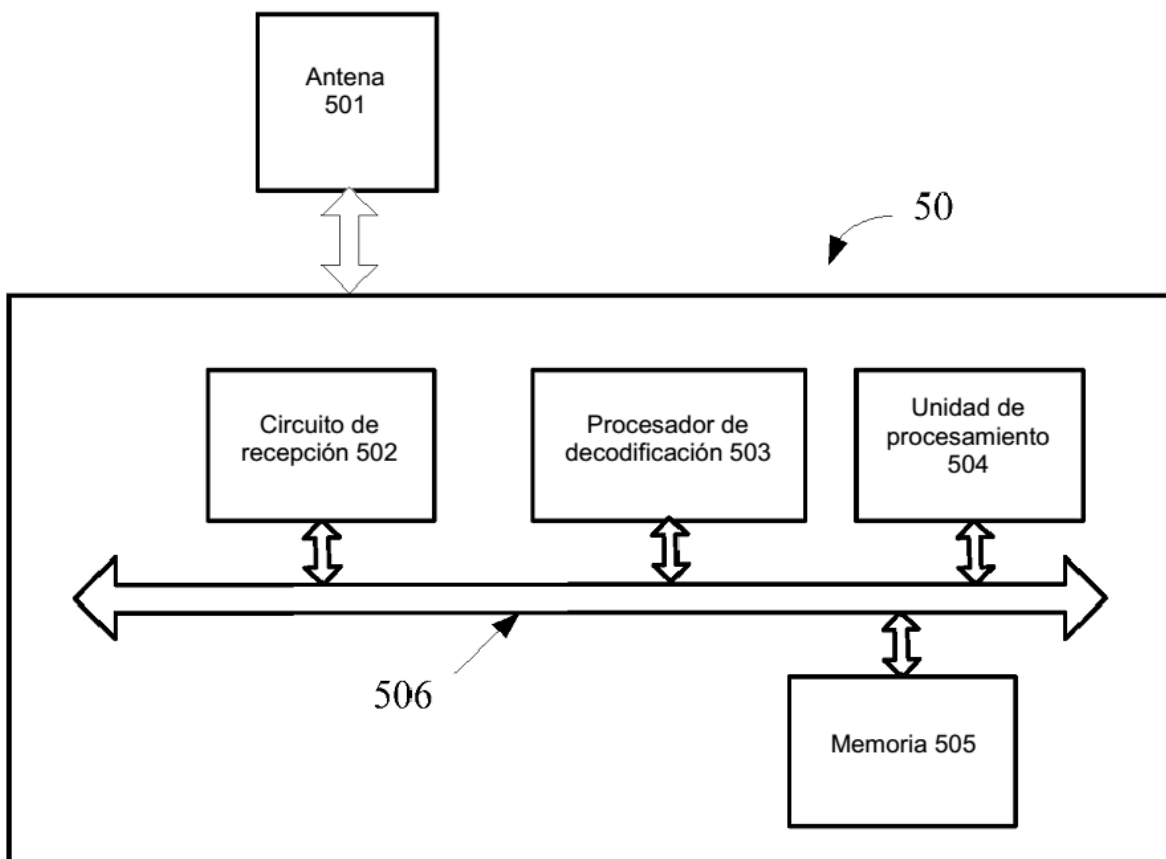 Antena
501
50
Circuito de
recepción 502
Procesador de
decodificación 503
Unidad de
procesamiento
504
506
Memoria 505